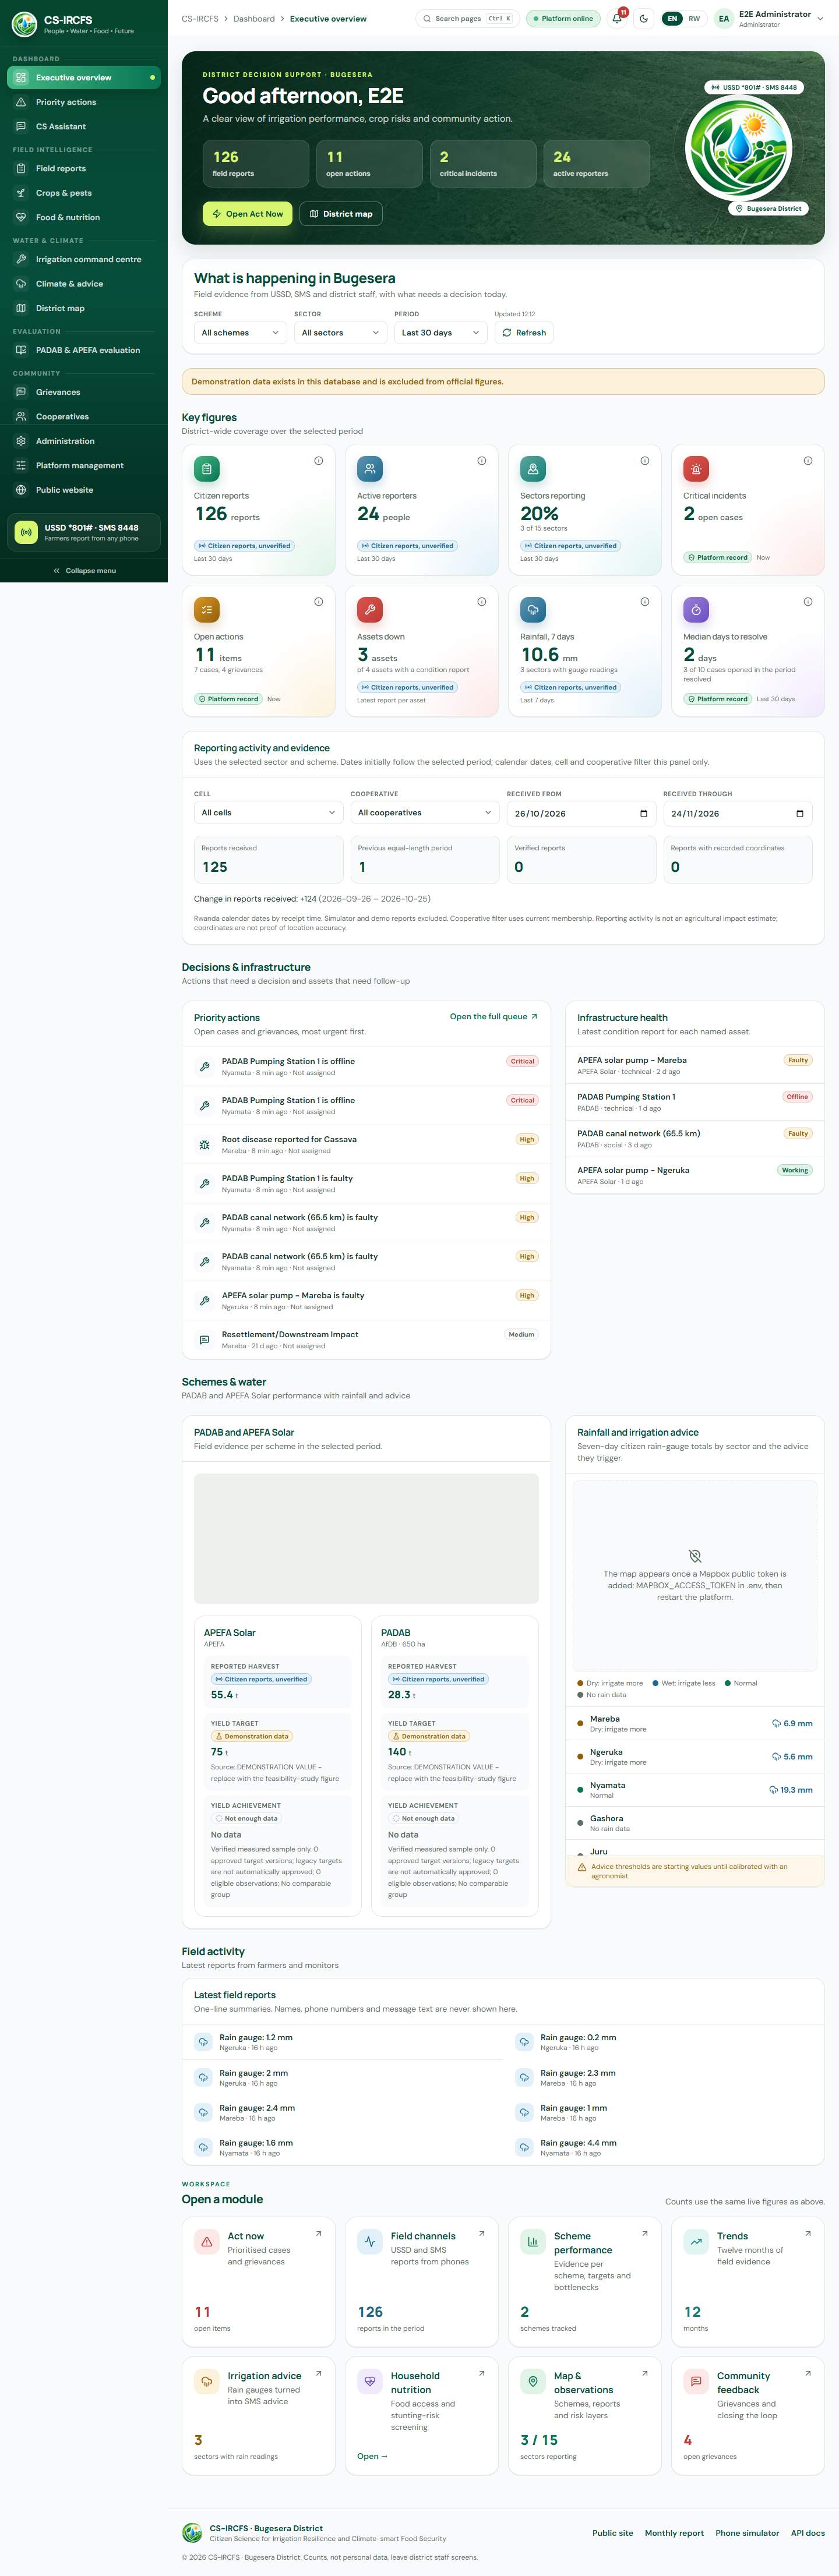 CS-IRCFS
People • Water • Food • Future
DASHBOARD
Executive overview
Priority actions
CS Assistant
FIELD INTELLIGENCE
Field reports
Crops & pests
Food & nutrition
WATER & CLIMATE
Irrigation command centre
Climate & advice
District map
EVALUATION
PADAB & APEFA evaluation
COMMUNITY
Grievances
Cooperatives
Administration
Platform management
Public website
USSD *801# · SMS 8448
Farmers report from any phone
Collapse menu
CS-IRCFS > Dashboard > Executive overview
Search pages Ctrl K
Platform online
11
EN RW
EA
E2E Administrator
Administrator
DISTRICT DECISION SUPPORT · BUGESERA
Good afternoon, E2E
A clear view of irrigation performance, crop risks and community action.
126
field reports
11
open actions
2
critical incidents
24
active reporters
Open Act Now
District map
USSD *801# · SMS 8448
Bugesera District
What is happening in Bugesera
Field evidence from USSD, SMS and district staff, with what needs a decision today.
SCHEME
All schemes
SECTOR
All sectors
PERIOD
Last 30 days
Updated 12:12
Refresh
Demonstration data exists in this database and is excluded from official figures.
Key figures
District-wide coverage over the selected period
Citizen reports
126 reports
Citizen reports, unverified
Last 30 days
Active reporters
24 people
Citizen reports, unverified
Last 30 days
Sectors reporting
20%
3 of 15 sectors
Citizen reports, unverified
Last 30 days
Critical incidents
2 open cases
Platform record Now
Open actions
11 items
7 cases, 4 grievances
Platform record Now
Assets down
3 assets
of 4 assets with a condition report
Citizen reports, unverified
Latest report per asset
Rainfall, 7 days
10.6 mm
3 sectors with gauge readings
Citizen reports, unverified
Last 7 days
Median days to resolve
2 days
3 of 10 cases opened in the period
resolved
Platform record Last 30 days
Reporting activity and evidence
Uses the selected sector and scheme. Dates initially follow the selected period; calendar dates, cell and cooperative filter this panel only.
CELL
All cells
COOPERATIVE
All cooperatives
RECEIVED FROM
26/10/2026
RECEIVED THROUGH
24/11/2026
Reports received
125
Previous equal-length period
1
Verified reports
0
Reports with recorded coordinates
0
Change in reports received: +124 (2026-09-26 – 2026-10-25)
Rwanda calendar dates by receipt time. Simulator and demo reports excluded. Cooperative filter uses current membership. Reporting activity is not an agricultural impact estimate;
coordinates are not proof of location accuracy.
Decisions & infrastructure
Actions that need a decision and assets that need follow-up
Priority actions
Open cases and grievances, most urgent first.
Open the full queue
PADAB Pumping Station 1 is offline
Nyamata · 8 min ago · Not assigned
Critical
PADAB Pumping Station 1 is offline
Nyamata · 8 min ago · Not assigned
Critical
Root disease reported for Cassava
Mareba · 8 min ago · Not assigned
High
PADAB Pumping Station 1 is faulty
Nyamata · 8 min ago · Not assigned
High
PADAB canal network (65.5 km) is faulty
Nyamata · 8 min ago · Not assigned
High
PADAB canal network (65.5 km) is faulty
Nyamata · 8 min ago · Not assigned
High
APEFA solar pump - Mareba is faulty
Ngeruka · 8 min ago · Not assigned
High
Resettlement/Downstream Impact
Mareba · 21 d ago · Not assigned
Medium
Infrastructure health
Latest condition report for each named asset.
APEFA solar pump - Mareba
APEFA Solar · technical · 2 d ago
Faulty
PADAB Pumping Station 1
PADAB · technical · 1 d ago
Offline
PADAB canal network (65.5 km)
PADAB · social · 3 d ago
Faulty
APEFA solar pump - Ngeruka
APEFA Solar · 1 d ago
Working
Schemes & water
PADAB and APEFA Solar performance with rainfall and advice
PADAB and APEFA Solar
Field evidence per scheme in the selected period.
APEFA Solar
APEFA
REPORTED HARVEST
Citizen reports, unverified
55.4 t
YIELD TARGET
Demonstration data
75 t
Source: DEMONSTRATION VALUE -
replace with the feasibility-study figure
YIELD ACHIEVEMENT
Not enough data
No data
Verified measured sample only. 0
approved target versions; legacy targets
are not automatically approved; 0
eligible observations; No comparable
group
PADAB
AfDB · 650 ha
REPORTED HARVEST
Citizen reports, unverified
28.3 t
YIELD TARGET
Demonstration data
140 t
Source: DEMONSTRATION VALUE -
replace with the feasibility-study figure
YIELD ACHIEVEMENT
Not enough data
No data
Verified measured sample only. 0
approved target versions; legacy targets
are not automatically approved; 0
eligible observations; No comparable
group
Rainfall and irrigation advice
Seven-day citizen rain-gauge totals by sector and the advice
they trigger.
The map appears once a Mapbox public token is
added: MAPBOX_ACCESS_TOKEN in .env, then
restart the platform.
Dry: irrigate more Wet: irrigate less Normal
No rain data
Mareba
Dry: irrigate more
6.9 mm
Ngeruka
Dry: irrigate more
5.6 mm
Nyamata
Normal
19.3 mm
Gashora
No rain data
Juru
Advice thresholds are starting values until calibrated with an
agronomist.
Field activity
Latest reports from farmers and monitors
Latest field reports
One-line summaries. Names, phone numbers and message text are never shown here.
Rain gauge: 1.2 mm
Ngeruka · 16 h ago
Rain gauge: 0.2 mm
Ngeruka · 16 h ago
Rain gauge: 2 mm
Ngeruka · 16 h ago
Rain gauge: 2.3 mm
Mareba · 16 h ago
Rain gauge: 2.4 mm
Mareba · 16 h ago
Rain gauge: 1 mm
Mareba · 16 h ago
Rain gauge: 1.6 mm
Nyamata · 16 h ago
Rain gauge: 4.4 mm
Nyamata · 16 h ago
WORKSPACE
Open a module
Counts use the same live figures as above.
Act now
Prioritised cases
and grievances
11
open items
Field channels
USSD and SMS
reports from phones
126
reports in the period
Scheme
performance
Evidence per
scheme, targets and
bottlenecks
2
schemes tracked
Trends
Twelve months of
field evidence
12
months
Irrigation advice
Rain gauges turned
into SMS advice
3
sectors with rain readings
Household
nutrition
Food access and
stunting-risk
screening
Open →
Map &
observations
Schemes, reports
and risk layers
3 / 15
sectors reporting
Community
feedback
Grievances and
closing the loop
4
open grievances
CS-IRCFS · Bugesera District
Citizen Science for Irrigation Resilience and Climate-smart Food Security
Public site Monthly report Phone simulator API docs
© 2026 CS-IRCFS · Bugesera District. Counts, not personal data, leave district staff screens.